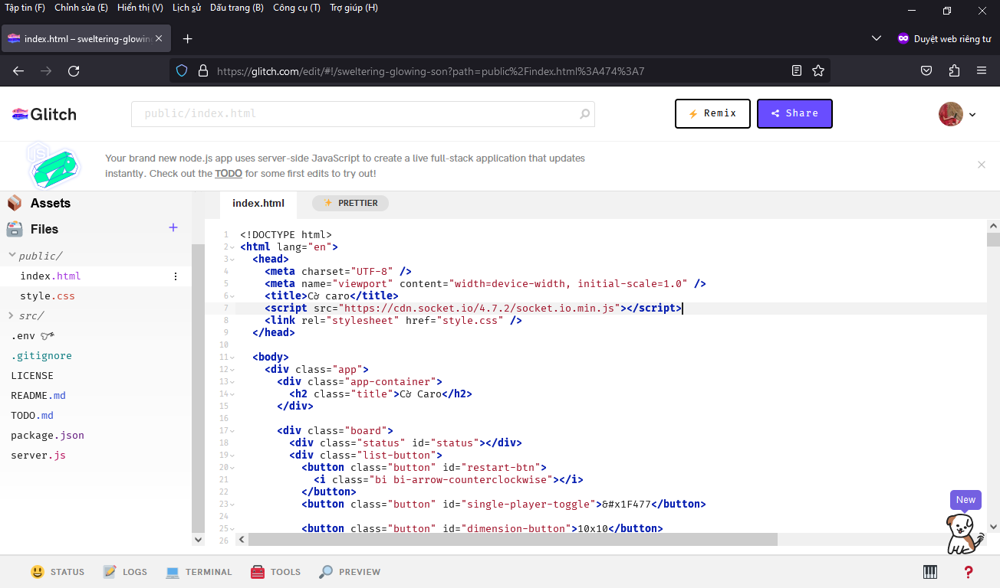 Tập tin (F) Chỉnh sửa (E) Hiển thị (V) Lịch sử Dấu trang (B) Công cụ (T) Trợ giúp (H)
index.html – sweltering-glowing
Duyệt web riêng tư
https://glitch.com/edit/#!/sweltering-glowing-son?path=public%2Findex.html%3A474%3A7
Glitch
public/index.html
Remix
Share
JS
Your brand new node.js app uses server-side JavaScript to create a live full-stack application that updates
instantly. Check out the TODO for some first edits to try out!
Assets
Files
public/
index.html
style.css
src/
.env
.gitignore
LICENSE
README.md
TODO.md
package.json
server.js
index.html
PRETTIER
1 <!DOCTYPE html>
2 <html lang="en">
3 <head>
4 <meta charset="UTF-8" />
5 <meta name="viewport" content="width=device-width, initial-scale=1.0" />
6 <title>Cờ caro</title>
7 <script src="https://cdn.socket.io/4.7.2/socket.io.min.js"></script>
8 <link rel="stylesheet" href="style.css" />
9 </head>
10
11 <body>
12 <div class="app">
13 <div class="app-container">
14 <h2 class="title">Cờ Caro</h2>
15 </div>
16
17 <div class="board">
18 <div class="status" id="status"></div>
19 <div class="list-button">
20 <button class="button" id="restart-btn">
21 <i class="bi bi-arrow-counterclockwise"></i>
22 </button>
23 <button class="button" id="single-player-toggle">&#x1F477</button>
24
25 <button class="button" id="dimension-button">10x10</button>
26
New
STATUS
LOGS
TERMINAL
TOOLS
PREVIEW
?